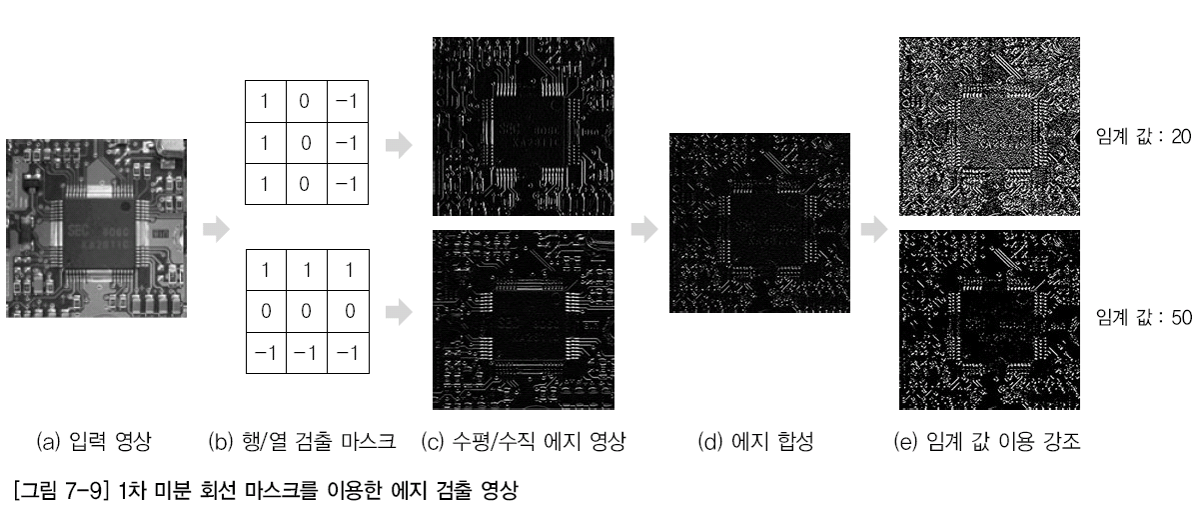 1 0 -1
1 0 -1
1 0 -1
1 1 1
0 0 0
-1 -1 -1
SEC 806C
KA2871C
임계 값 : 20
임계 값 : 50
(a) 입력 영상
(b) 행/열 검출 마스크
(c) 수평/수직 에지 영상
(d) 에지 합성
(e) 임계 값 이용 강조
[그림 7-9] 1차 미분 회선 마스크를 이용한 에지 검출 영상